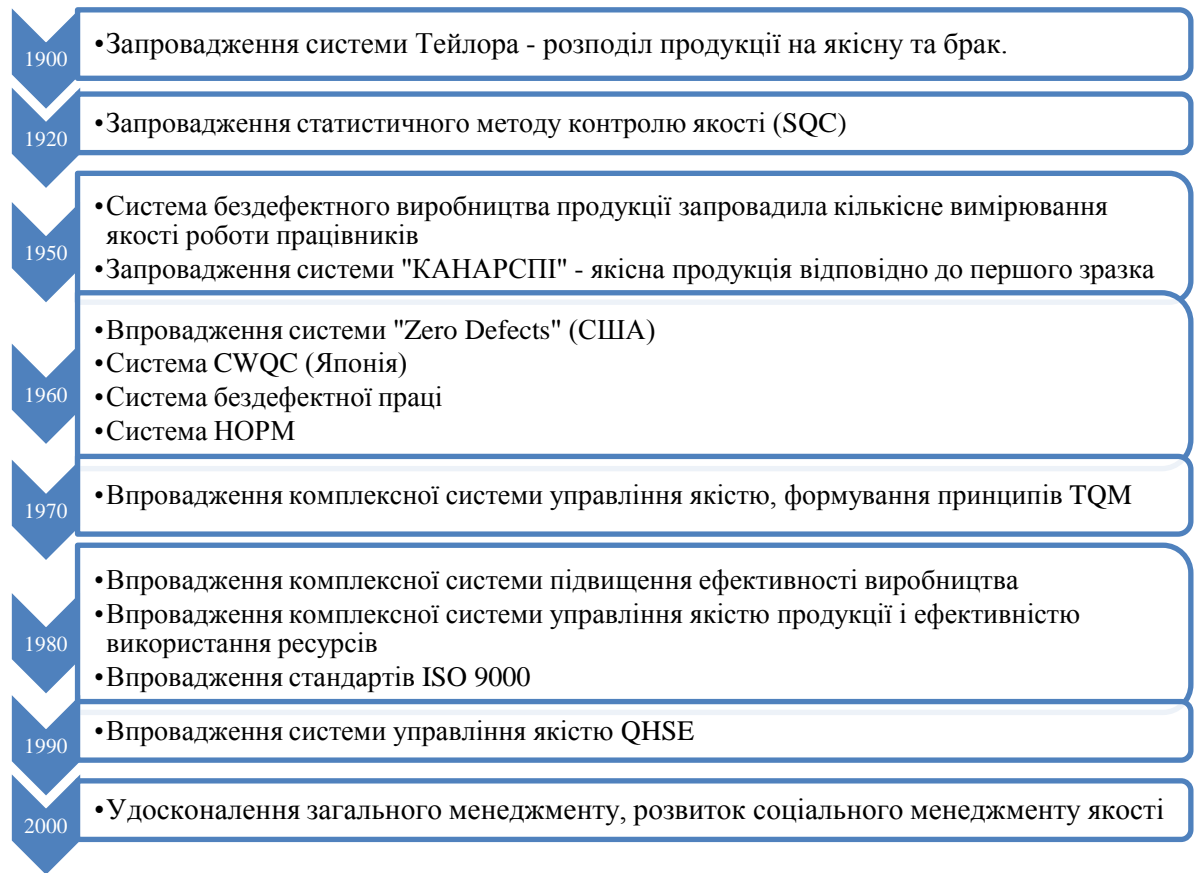 1900
•Запровадження системи Тейлора - розподіл продукції на якісну та брак.
1920
•Запровадження статистичного методу контролю якості (SQC)
1950
•Система бездефектного виробництва продукції запровадила кількісне вимірювання
якості роботи працівників
•Запровадження системи "КАНАРСПІ" - якісна продукція відповідно до першого зразка
1960
•Впровадження системи "Zero Defects" (США)
•Система CWQC (Японія)
•Система бездефектної праці
•Система НОРМ
1970
•Впровадження комплексної системи управління якістю, формування принципів TQM
1980
•Впровадження комплексної системи підвищення ефективності виробництва
•Впровадження комплексної системи управління якістю продукції і ефективністю
використання ресурсів
•Впровадження стандартів ISO 9000
1990
•Впровадження системи управління якістю QHSE
2000
•Удосконалення загального менеджменту, розвиток соціального менеджменту якості